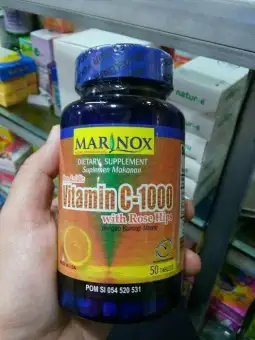 MARINOX
DIETARY SUPPLEMENT
Suplemen Makanan
Vitamin C-1000
with Rose Hips
50 TABLETS
POM SI 054 520 531